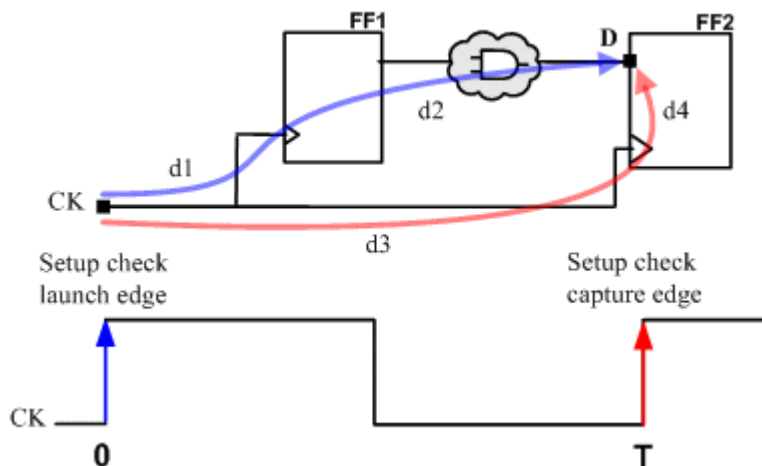 FF1
D
FF2
d2
d4
d1
CK
d3
Setup check
launch edge
Setup check
capture edge
CK
0
T